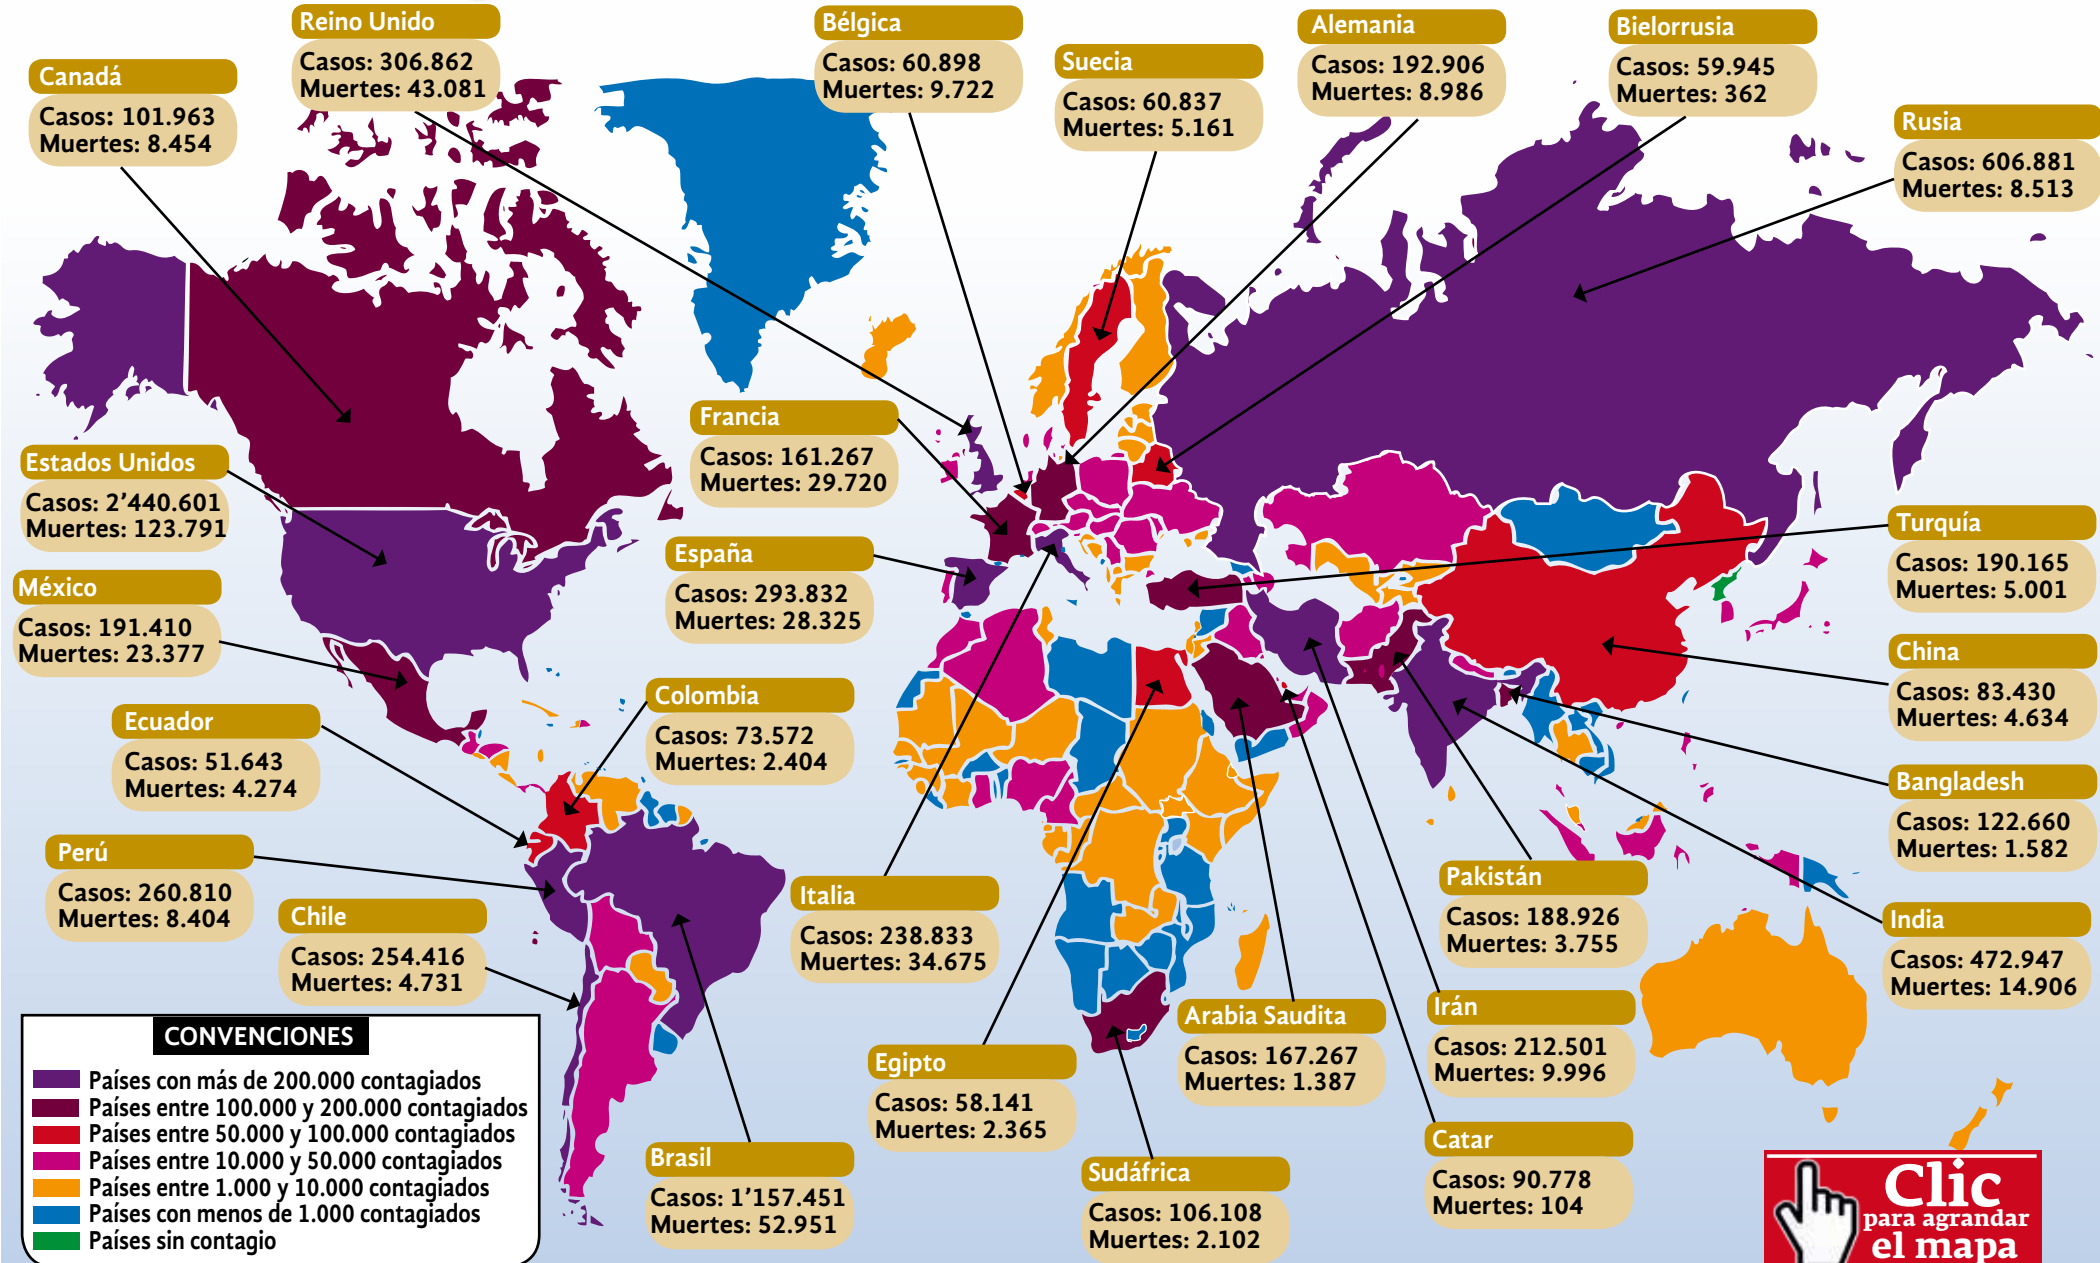 Reino Unido
Casos: 306.862
Muertes: 43.081
Bélgica
Casos: 60.898
Muertes: 9.722
Suecia
Casos: 60.837
Muertes: 5.161
Alemania
Casos: 192.906
Muertes: 8.986
Bielorrusia
Casos: 59.945
Muertes: 362
Canadá
Casos: 101.963
Muertes: 8.454
Rusia
Casos: 606.881
Muertes: 8.513
Francia
Casos: 161.267
Muertes: 29.720
Estados Unidos
Casos: 2'440.601
Muertes: 123.791
España
Casos: 293.832
Muertes: 28.325
Turquía
Casos: 190.165
Muertes: 5.001
México
Casos: 191.410
Muertes: 23.377
China
Casos: 83.430
Muertes: 4.634
Colombia
Casos: 73.572
Muertes: 2.404
Ecuador
Casos: 51.643
Muertes: 4.274
Bangladesh
Casos: 122.660
Muertes: 1.582
Perú
Casos: 260.810
Muertes: 8.404
Chile
Casos: 254.416
Muertes: 4.731
Italia
Casos: 238.833
Muertes: 34.675
Pakistán
Casos: 188.926
Muertes: 3.755
India
Casos: 472.947
Muertes: 14.906
Arabia Saudita
Casos: 167.267
Muertes: 1.387
Irán
Casos: 212.501
Muertes: 9.996
Egipto
Casos: 58.141
Muertes: 2.365
Brasil
Casos: 1'157.451
Muertes: 52.951
Sudáfrica
Casos: 106.108
Muertes: 2.102
Catar
Casos: 90.778
Muertes: 104
CONVENCIONES
Países con más de 200.000 contagiados
Países entre 100.000 y 200.000 contagiados
Países entre 50.000 y 100.000 contagiados
Países entre 10.000 y 50.000 contagiados
Países entre 1.000 y 10.000 contagiados
Países con menos de 1.000 contagiados
Países sin contagio
Clic
para agrandar
el mapa